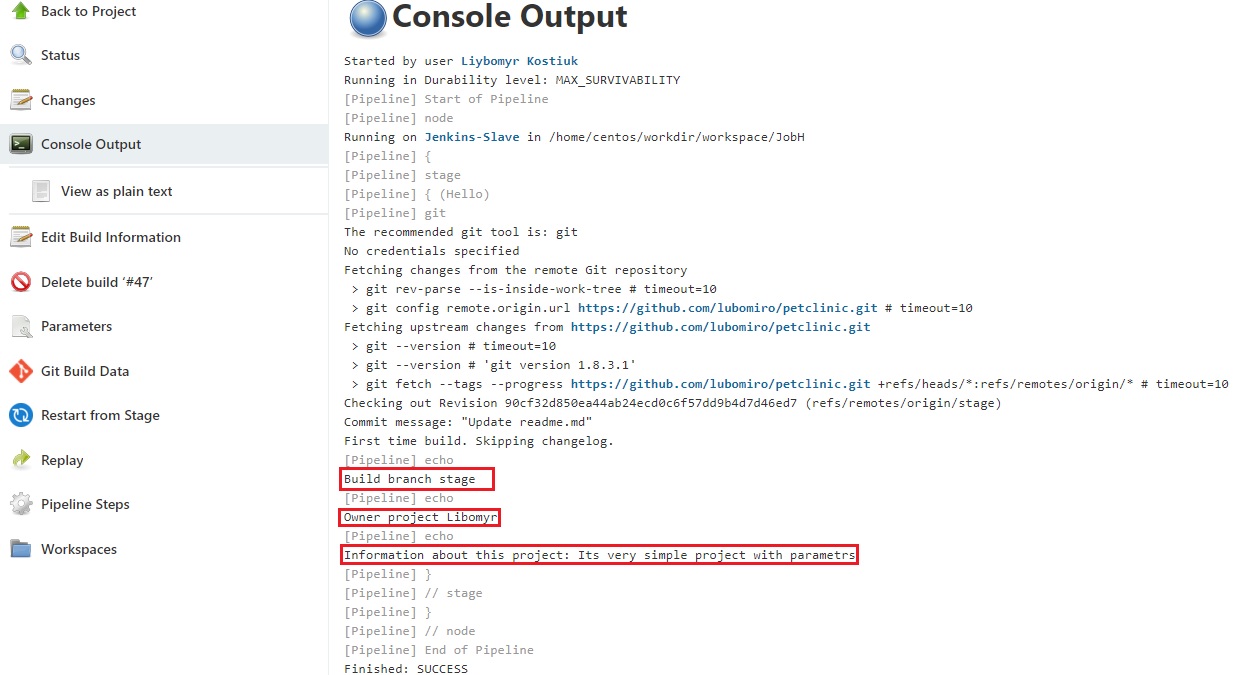 Back to Project
Status
Changes
Console Output
View as plain text
Edit Build Information
Delete build ‘#47’
Parameters
Git Build Data
Restart from Stage
Replay
Pipeline Steps
Workspaces
Console Output
Started by user Liybomyr Kostiuk
Running in Durability level: MAX_SURVIVABILITY
[Pipeline] Start of Pipeline
[Pipeline] node
Running on Jenkins-Slave in /home/centos/workdir/workspace/JobH
[Pipeline] {
[Pipeline] stage
[Pipeline] { (Hello)
[Pipeline] git
The recommended git tool is: git
No credentials specified
Fetching changes from the remote Git repository
 > git rev-parse --is-inside-work-tree # timeout=10
 > git config remote.origin.url https://github.com/lubomiro/petclinic.git # timeout=10
Fetching upstream changes from https://github.com/lubomiro/petclinic.git
 > git --version # timeout=10
 > git --version # 'git version 1.8.3.1'
 > git fetch --tags --progress https://github.com/lubomiro/petclinic.git +refs/heads/*:refs/remotes/origin/* # timeout=10
Checking out Revision 90cf32d850ea44ab24ecd0c6f57dd9b4d7d46ed7 (refs/remotes/origin/stage)
Commit message: "Update readme.md"
First time build. Skipping changelog.
[Pipeline] echo
Build branch stage
[Pipeline] echo
Owner project Libomyr
[Pipeline] echo
Information about this project: Its very simple project with parametrs
[Pipeline] }
[Pipeline] // stage
[Pipeline] }
[Pipeline] // node
[Pipeline] End of Pipeline
Finished: SUCCESS